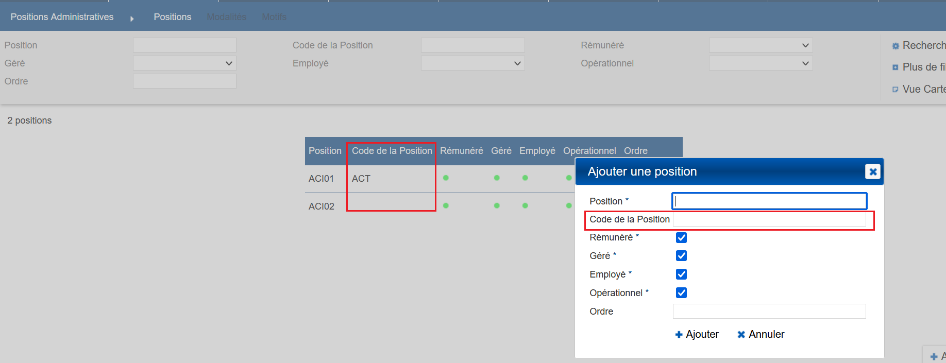 Positions Administratives Positions Modalités Motifs
Position Code de la Position Rémunéré Recherch
Géré Employé Opérationnel Plus de fi
Ordre Vue Carte
2 positions
Position Code de la Position Rémunéré Géré Employé Opérationnel Ordre
ACI01 ACT
ACI02
Ajouter une position
Position *
Code de la Position
Rémunéré *
Géré *
Employé *
Opérationnel *
Ordre
Ajouter Annuler
A